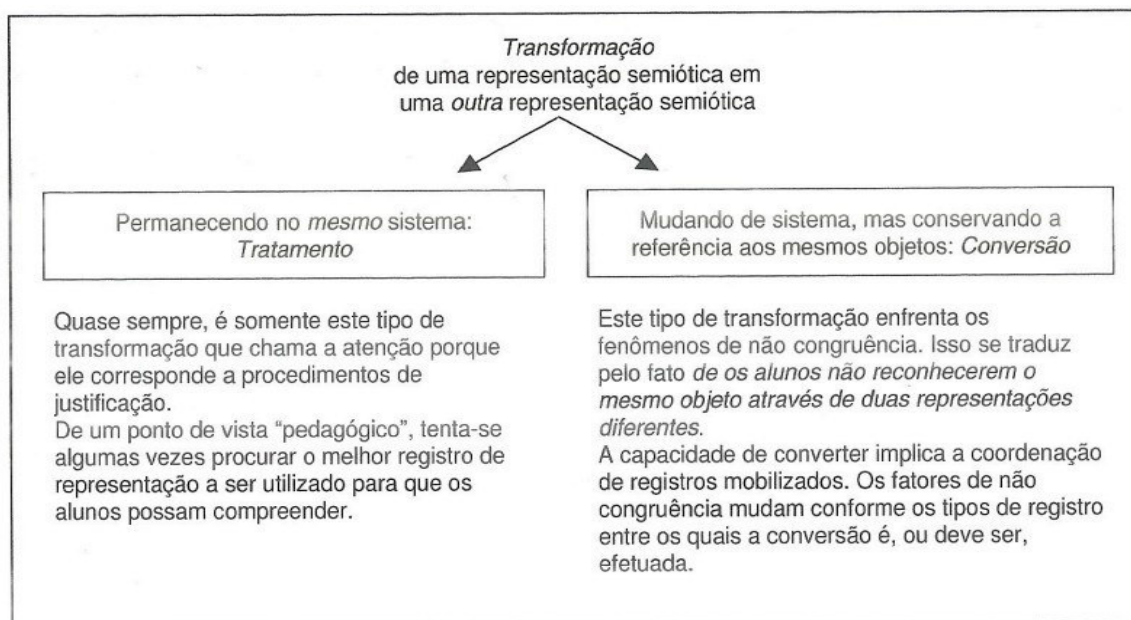 Transformação
de uma representação semiótica em
uma outra representação semiótica
Permanecendo no mesmo sistema:
Tratamento
Quase sempre, é somente este tipo de
transformação que chama a atenção porque
ele corresponde a procedimentos de
justificação.
De um ponto de vista “pedagógico”, tenta-se
algumas vezes procurar o melhor registro de
representação a ser utilizado para que os
alunos possam compreender.
Mudando de sistema, mas conservando a
referência aos mesmos objetos: Conversão
Este tipo de transformação enfrenta os
fenômenos de não congruência. Isso se traduz
pelo fato de os alunos não reconhecerem o
mesmo objeto através de duas representações
diferentes.
A capacidade de converter implica a coordenação
de registros mobilizados. Os fatores de não
congruência mudam conforme os tipos de registro
entre os quais a conversão é, ou deve ser,
efetuada.